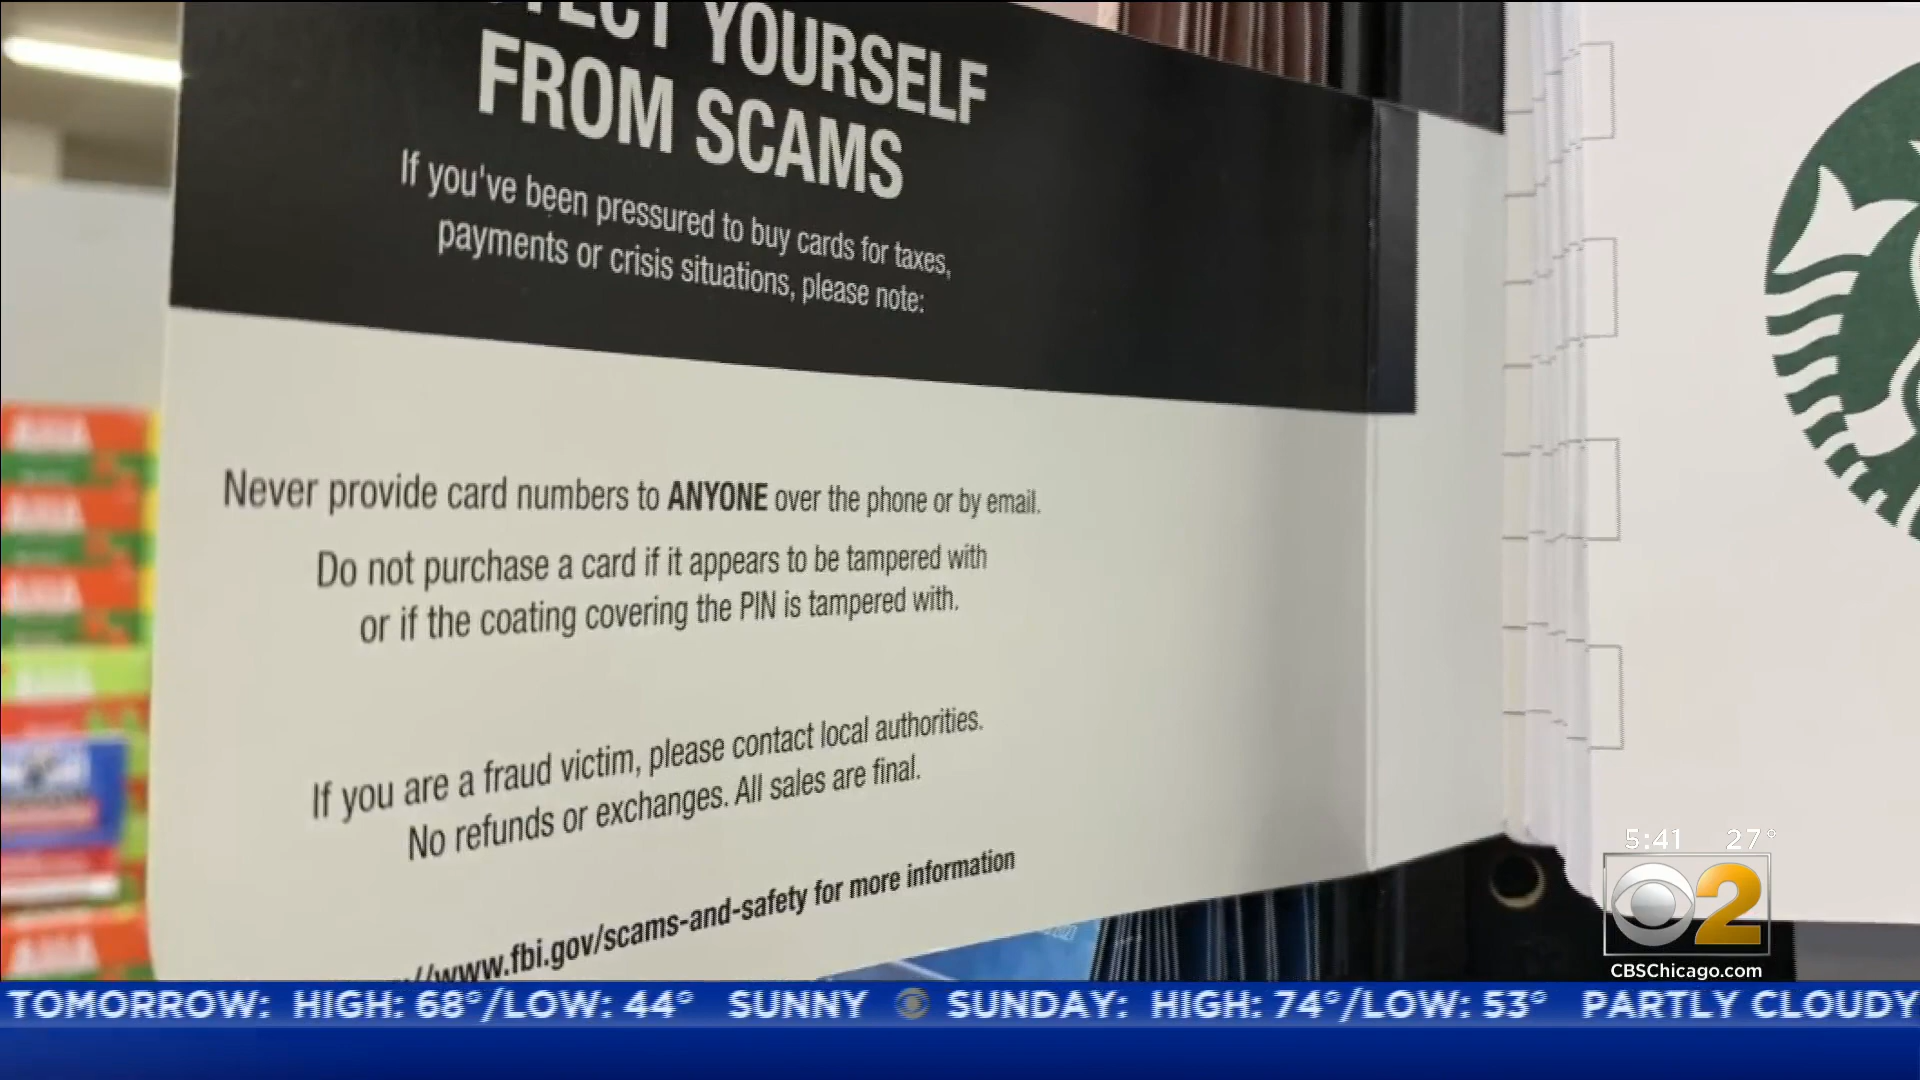 YOURSELF
FROM SCAMS
If you've been pressured to buy cards for taxes,
payments or crisis situations, please note:
Never provide card numbers to ANYONE over the phone or by email.
Do not purchase a card if it appears to be tampered with
or if the coating covering the PIN is tampered with.
If you are a fraud victim, please contact local authorities.
No refunds or exchanges. All sales are final.
//www.fbi.gov/scams-and-safety for more information
5:41 27°
2
CBSChicago.com
TOMORROW: HIGH: 68°/LOW: 44° SUNNY SUNDAY: HIGH: 74°/LOW: 53° PARTLY CLOUDY